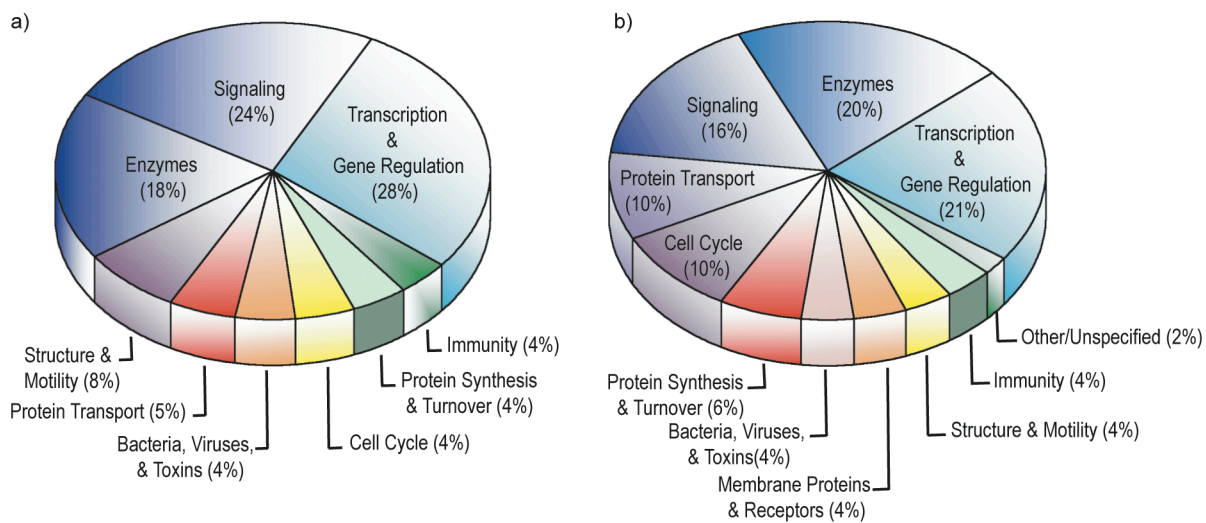 a)
Signaling
(24%)
Transcription
&
Gene Regulation
(28%)
Enzymes
(18%)
Structure &
Motility (8%)
Protein Transport (5%)
Bacteria, Viruses,
& Toxins (4%)
Cell Cycle (4%)
Protein Synthesis
& Turnover (4%)
Immunity (4%)
b)
Enzymes
(20%)
Signaling
(16%)
Transcription
&
Gene Regulation
(21%)
Protein Transport
(10%)
Cell Cycle
(10%)
Protein Synthesis
& Turnover (6%)
Bacteria, Viruses,
& Toxins(4%)
Membrane Proteins
& Receptors (4%)
Structure & Motility (4%)
Immunity (4%)
Other/Unspecified (2%)